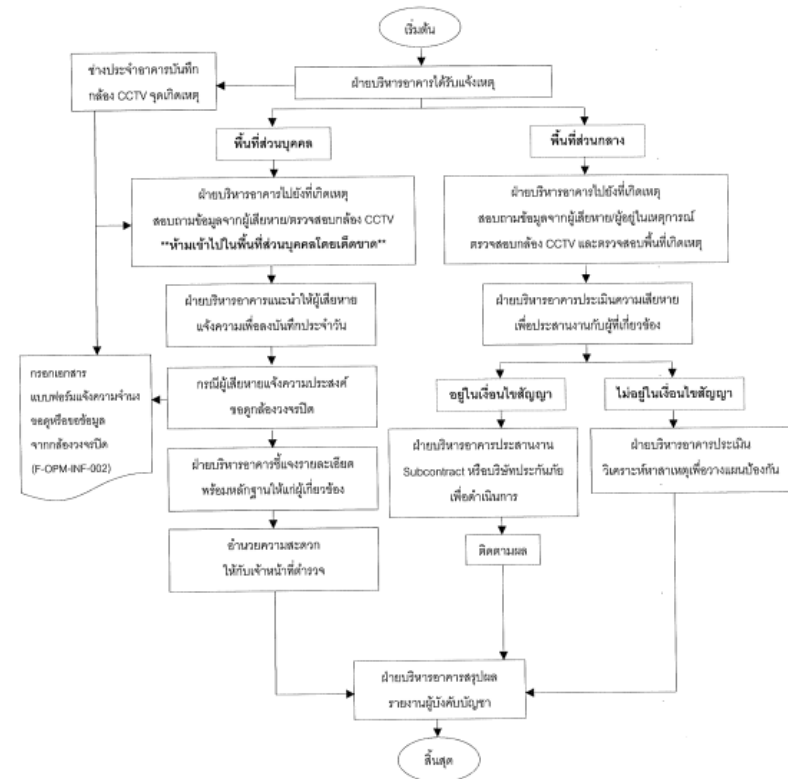 เริ่มต้น
ช่างประจำอาคารบันทึก
กล้อง CCTV จุดเกิดเหตุ
ฝ่ายบริหารอาคารได้รับแจ้งเหตุ
พื้นที่ส่วนบุคคล
พื้นที่ส่วนกลาง
ฝ่ายบริหารอาคารไปยังที่เกิดเหตุ
สอบถามข้อมูลจากผู้เสียหาย/ตรวจสอบกล้อง CCTV
**ห้ามเข้าไปในพื้นที่ส่วนบุคคลโดยเด็ดขาด**
ฝ่ายบริหารอาคารไปยังที่เกิดเหตุ
สอบถามข้อมูลจากผู้เสียหาย/ผู้อยู่ในเหตุการณ์
ตรวจสอบกล้อง CCTV และตรวจสอบพื้นที่เกิดเหตุ
ฝ่ายบริหารอาคารแนะนำให้ผู้เสียหาย
แจ้งความเพื่อลงบันทึกประจำวัน
ฝ่ายบริหารอาคารประเมินความเสียหาย
เพื่อประสานงานกับผู้ที่เกี่ยวข้อง
กรอกเอกสาร
แบบฟอร์มแจ้งความจำนง
ขอดูหรือขอข้อมูล
จากกล้องวงจรปิด
(F-OPM-INF-002)
กรณีผู้เสียหายแจ้งความประสงค์
ขอดูกล้องวงจรปิด
อยู่ในเงื่อนไขสัญญา
ไม่อยู่ในเงื่อนไขสัญญา
ฝ่ายบริหารอาคารชี้แจงรายละเอียด
พร้อมหลักฐานให้แก่ผู้เกี่ยวข้อง
ฝ่ายบริหารอาคารประสานงาน
Subcontract หรือบริษัทประกันภัย
เพื่อดำเนินการ
ฝ่ายบริหารอาคารประเมิน
วิเคราะห์หาสาเหตุเพื่อวางแผนป้องกัน
อำนวยความสะดวก
ให้กับเจ้าหน้าที่ตำรวจ
ติดตามผล
ฝ่ายบริหารอาคารสรุปผล
รายงานผู้บังคับบัญชา
สิ้นสุด